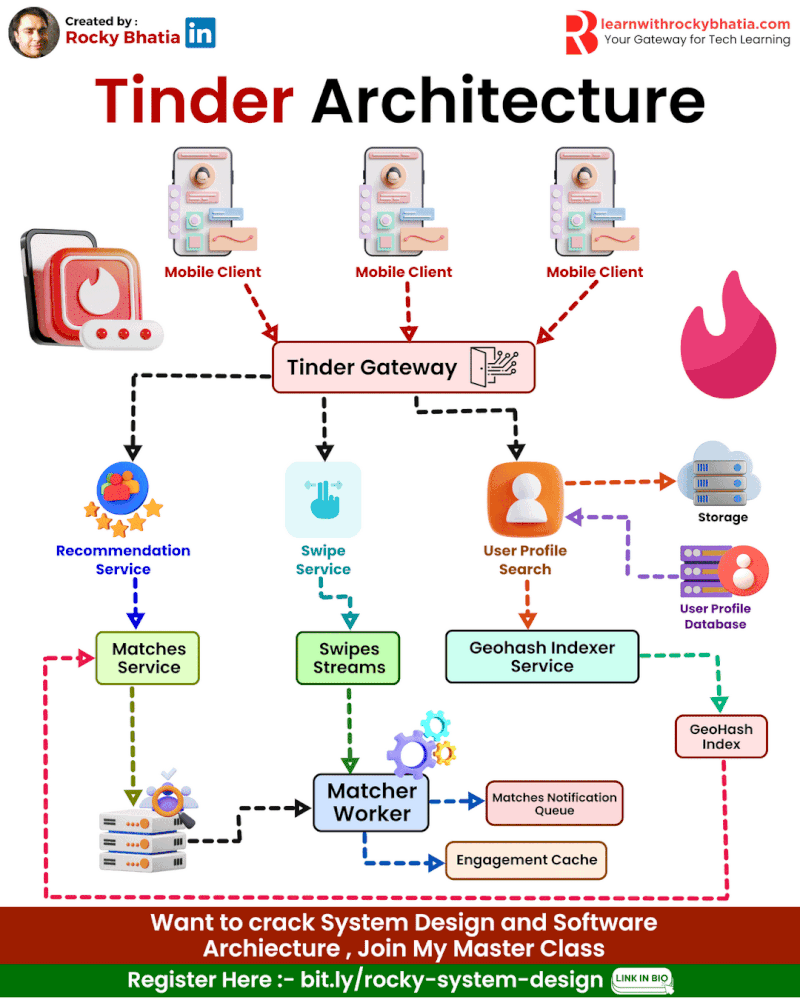 Created by :
Rocky Bhatia in
learnwithrockybhatia.com
Your Gateway for Tech Learning
Tinder Architecture
Mobile Client
Mobile Client
Mobile Client
Tinder Gateway
Storage
Recommendation
Service
Swipe
Service
User Profile
Search
User Profile
Database
Matches
Service
Swipes
Streams
Geohash Indexer
Service
GeoHash
Index
Matcher
Worker
Matches Notification
Queue
Engagement Cache
Want to crack System Design and Software
Archiecture , Join My Master Class
Register Here :- bit.ly/rocky-system-design LINK IN BIO